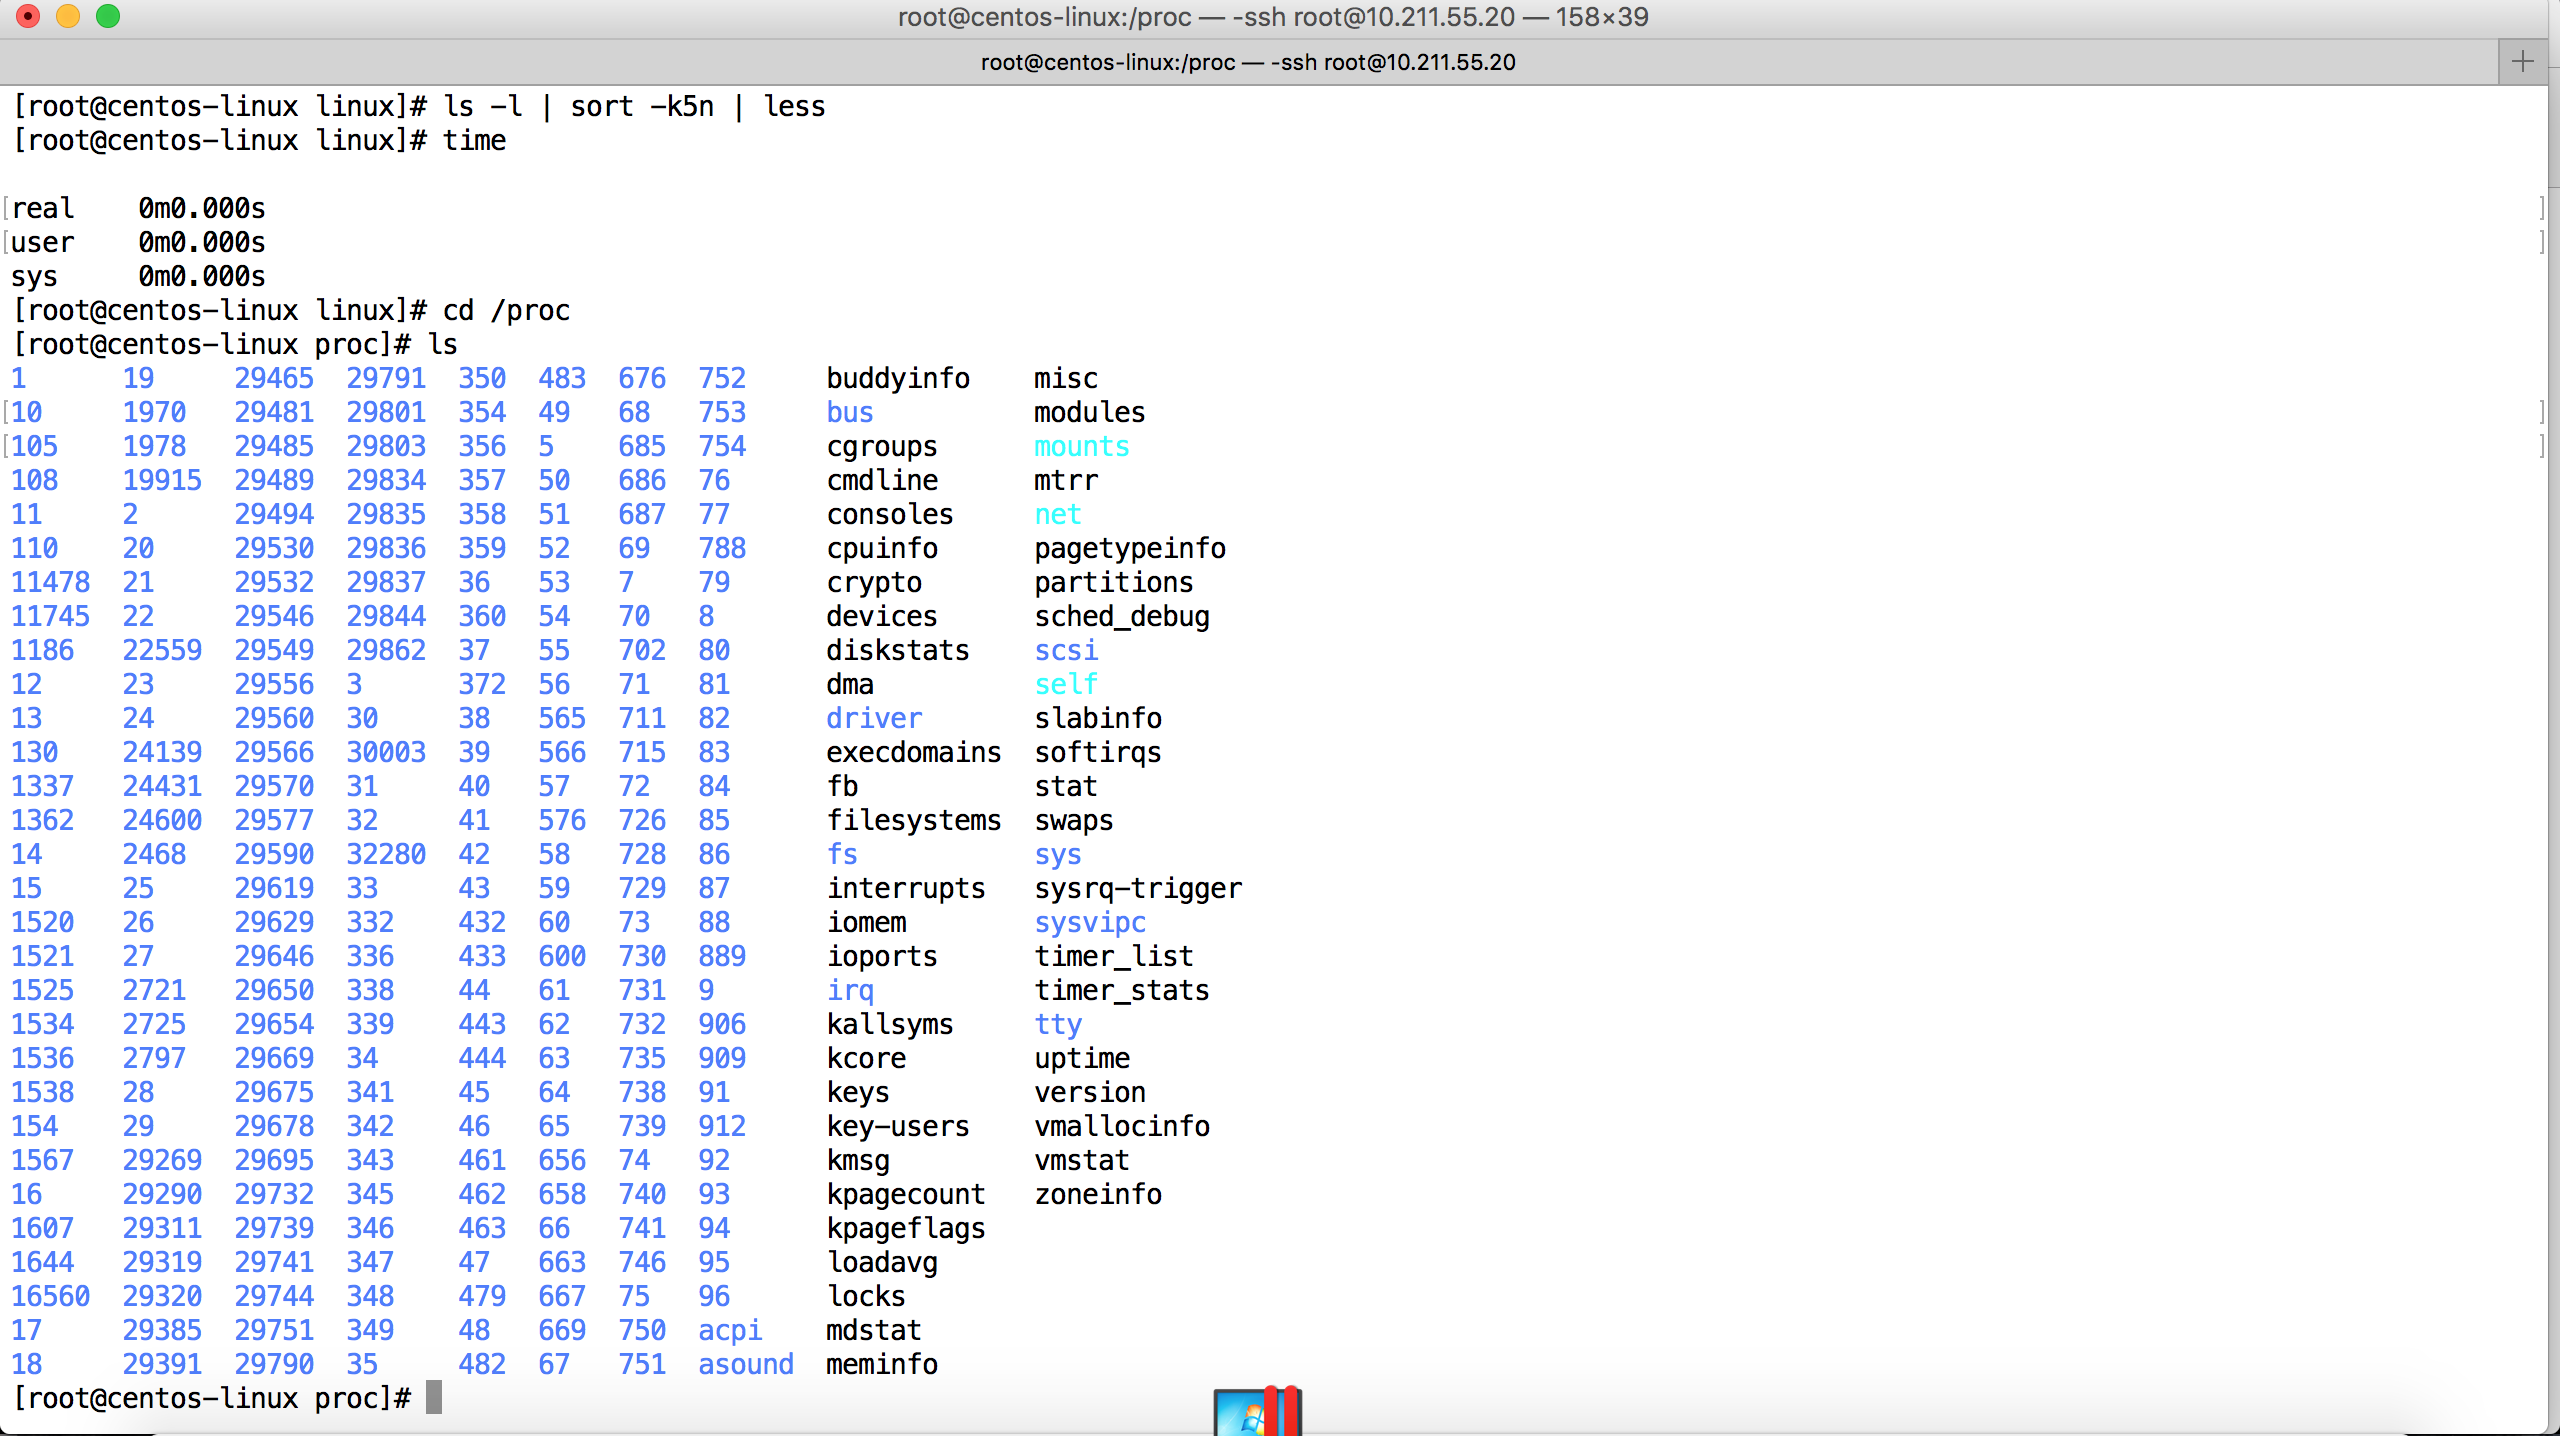 root@centos-linux:/proc — -ssh root@10.211.55.20 — 158×39
root@centos-linux:/proc — -ssh root@10.211.55.20
[root@centos-linux linux]# ls -l | sort -k5n | less
[root@centos-linux linux]# time
real 0m0.000s
user 0m0.000s
sys 0m0.000s
[root@centos-linux linux]# cd /proc
[root@centos-linux proc]# ls
1 19 29465 29791 350 483 676 752 buddyinfo misc
10 1970 29481 29801 354 49 68 753 bus modules
105 1978 29485 29803 356 5 685 754 cgroups mounts
108 19915 29489 29834 357 50 686 76 cmdline mtrr
11 2 29494 29835 358 51 687 77 consoles net
110 20 29530 29836 359 52 69 788 cpuinfo pagetypeinfo
11478 21 29532 29837 36 53 7 79 crypto partitions
11745 22 29546 29844 360 54 70 8 devices sched_debug
1186 22559 29549 29862 37 55 702 80 diskstats scsi
12 23 29556 3 372 56 71 81 dma self
13 24 29560 30 38 565 711 82 driver slabinfo
130 24139 29566 30003 39 566 715 83 execdomains softirqs
1337 24431 29570 31 40 57 72 84 fb stat
1362 24600 29577 32 41 576 726 85 filesystems swaps
14 2468 29590 32280 42 58 728 86 fs sys
15 25 29619 33 43 59 729 87 interrupts sysrq-trigger
1520 26 29629 332 432 60 73 88 iomem sysvipc
1521 27 29646 336 433 600 730 889 ioports timer_list
1525 2721 29650 338 44 61 731 9 irq timer_stats
1534 2725 29654 339 443 62 732 906 kallsyms tty
1536 2797 29669 34 444 63 735 909 kcore uptime
1538 28 29675 341 45 64 738 91 keys version
154 29 29678 342 46 65 739 912 key-users vmallocinfo
1567 29269 29695 343 461 656 74 92 kmsg vmstat
16 29290 29732 345 462 658 740 93 kpagecount zoneinfo
1607 29311 29739 346 463 66 741 94 kpageflags
1644 29319 29741 347 47 663 746 95 loadavg
16560 29320 29744 348 479 667 75 96 locks
17 29385 29751 349 48 669 750 acpi mdstat
18 29391 29790 35 482 67 751 asound meminfo
[root@centos-linux proc]#